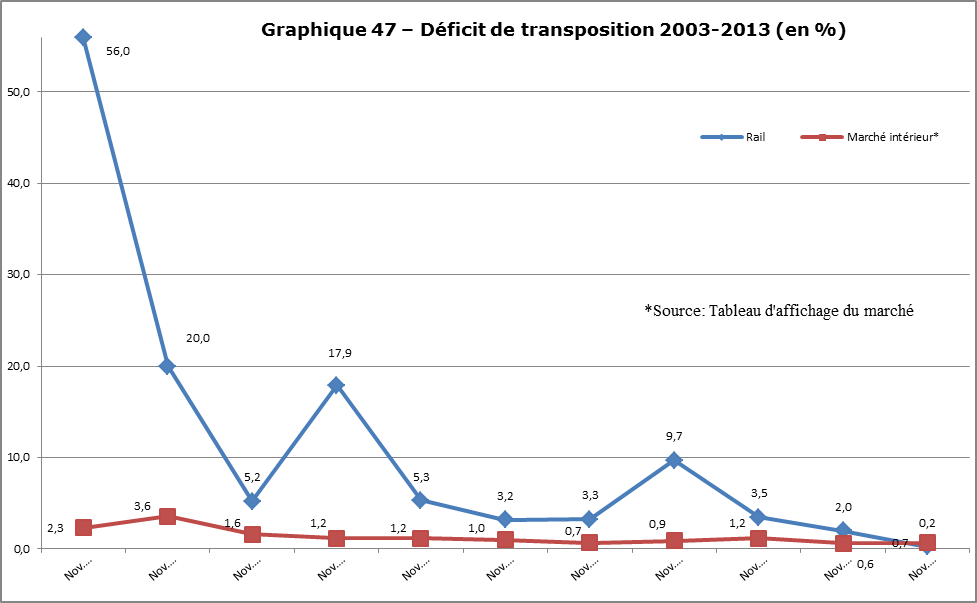 Graphique 47 – Déficit de transposition 2003-2013 (en %)
56,0
50,0
Rail
Marché intérieur*
40,0
30,0
*Source: Tableau d'affichage du marché
20,0
20,0
17,9
10,0
9,7
5,2
5,3
3,2
3,3
3,5
2,0
0,2
2,3
3,6
1,6
1,2
1,2
1,0
0,7
0,9
1,2
0,6
0,7
0,0
Nov....
Nov....
Nov....
Nov....
Nov....
Nov....
Nov....
Nov....
Nov....
Nov....
Nov....